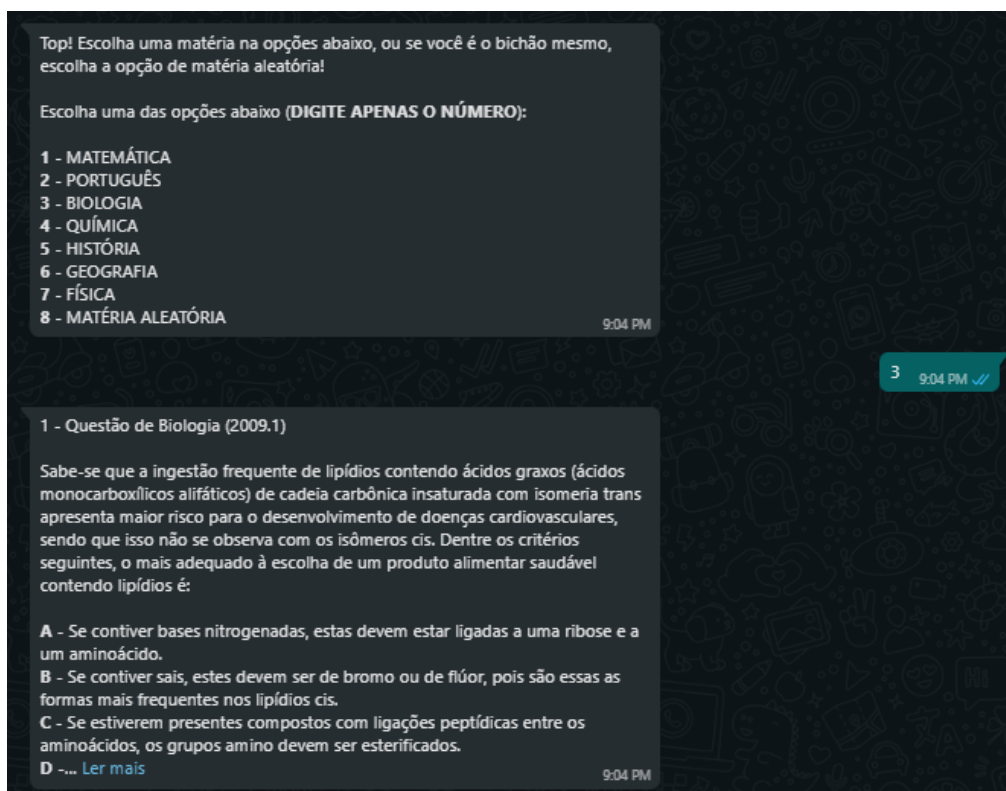 Top! Escolha uma matéria na opções abaixo, ou se você é o bichão mesmo,
escolha a opção de matéria aleatória!
Escolha uma das opções abaixo (DIGITE APENAS O NÚMERO):
1 - MATEMÁTICA
2 - PORTUGUÊS
3 - BIOLOGIA
4 - QUÍMICA
5 - HISTÓRIA
6 - GEOGRAFIA
7 - FÍSICA
8 - MATÉRIA ALEATÓRIA
9:04 PM
3 9:04 PM
1 - Questão de Biologia (2009.1)
Sabe-se que a ingestão frequente de lipídios contendo ácidos graxos (ácidos
monocarboxílicos alifáticos) de cadeia carbônica insaturada com isomeria trans
apresenta maior risco para o desenvolvimento de doenças cardiovasculares,
sendo que isso não se observa com os isômeros cis. Dentre os critérios
seguintes, o mais adequado à escolha de um produto alimentar saudável
contendo lipídios é:
A - Se contiver bases nitrogenadas, estas devem estar ligadas a uma ribose e a
um aminoácido.
B - Se contiver sais, estes devem ser de bromo ou de flúor, pois são essas as
formas mais frequentes nos lipídios cis.
C - Se estiverem presentes compostos com ligações peptídicas entre os
aminoácidos, os grupos amino devem ser esterificados.
D -... Ler mais
9:04 PM